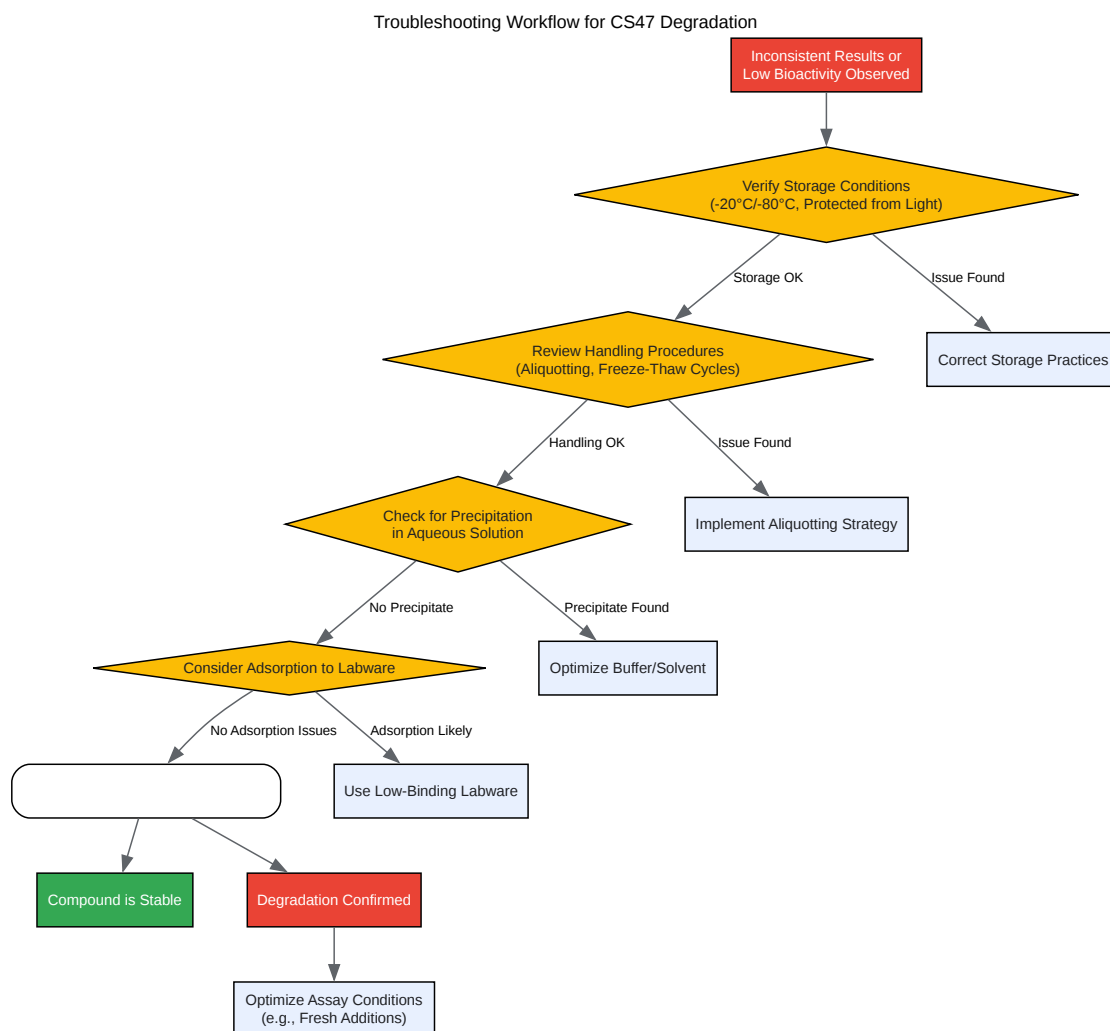 Troubleshooting Workflow for CS47 Degradation
Inconsistent Results or
Low Bioactivity Observed
Verify Storage Conditions
(-20°C/-80°C, Protected from Light)
Storage OK
Issue Found
Review Handling Procedures
(Aliquotting, Freeze-Thaw Cycles)
Correct Storage Practices
Handling OK
Issue Found
Check for Precipitation
in Aqueous Solution
Implement Aliquotting Strategy
No Precipitate
Precipitate Found
Consider Adsorption to Labware
Optimize Buffer/Solvent
No Adsorption Issues
Adsorption Likely
Use Low-Binding Labware
Compound is Stable
Degradation Confirmed
Optimize Assay Conditions
(e.g., Fresh Additions)